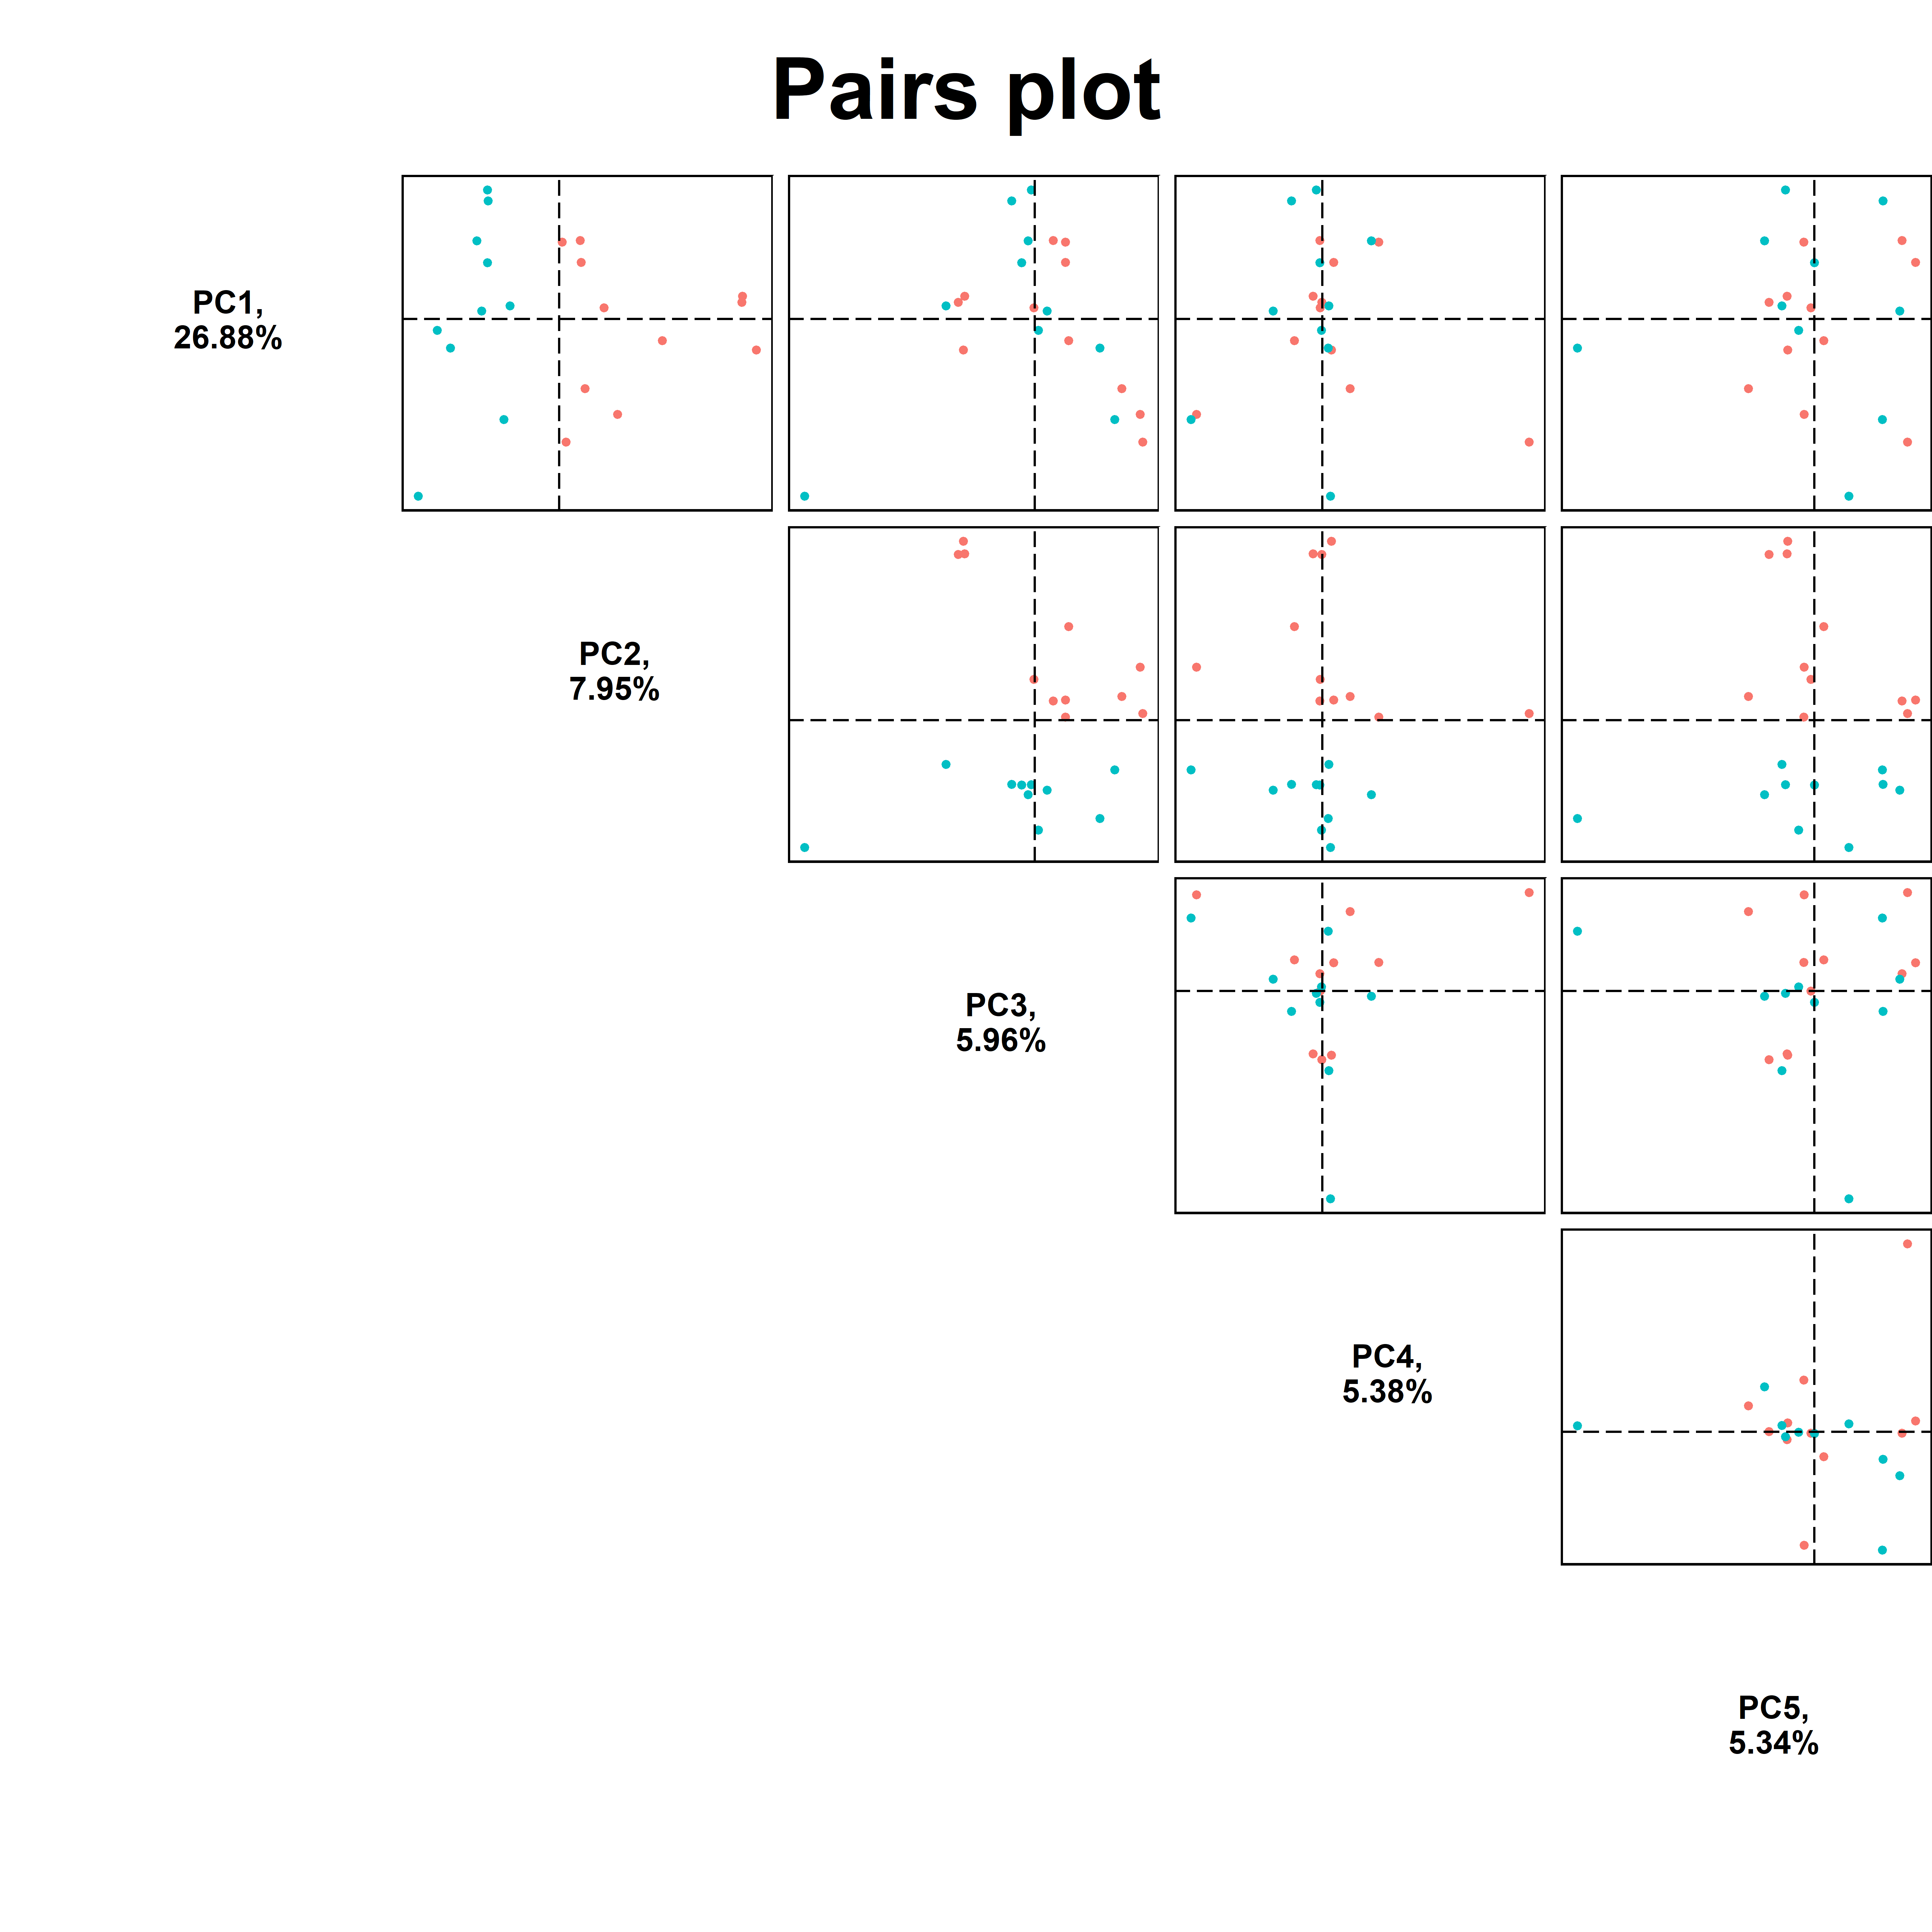 Pairs plot
PC1,
26.88%
PC2,
7.95%
PC3,
5.96%
PC4,
5.38%
PC5,
5.34%